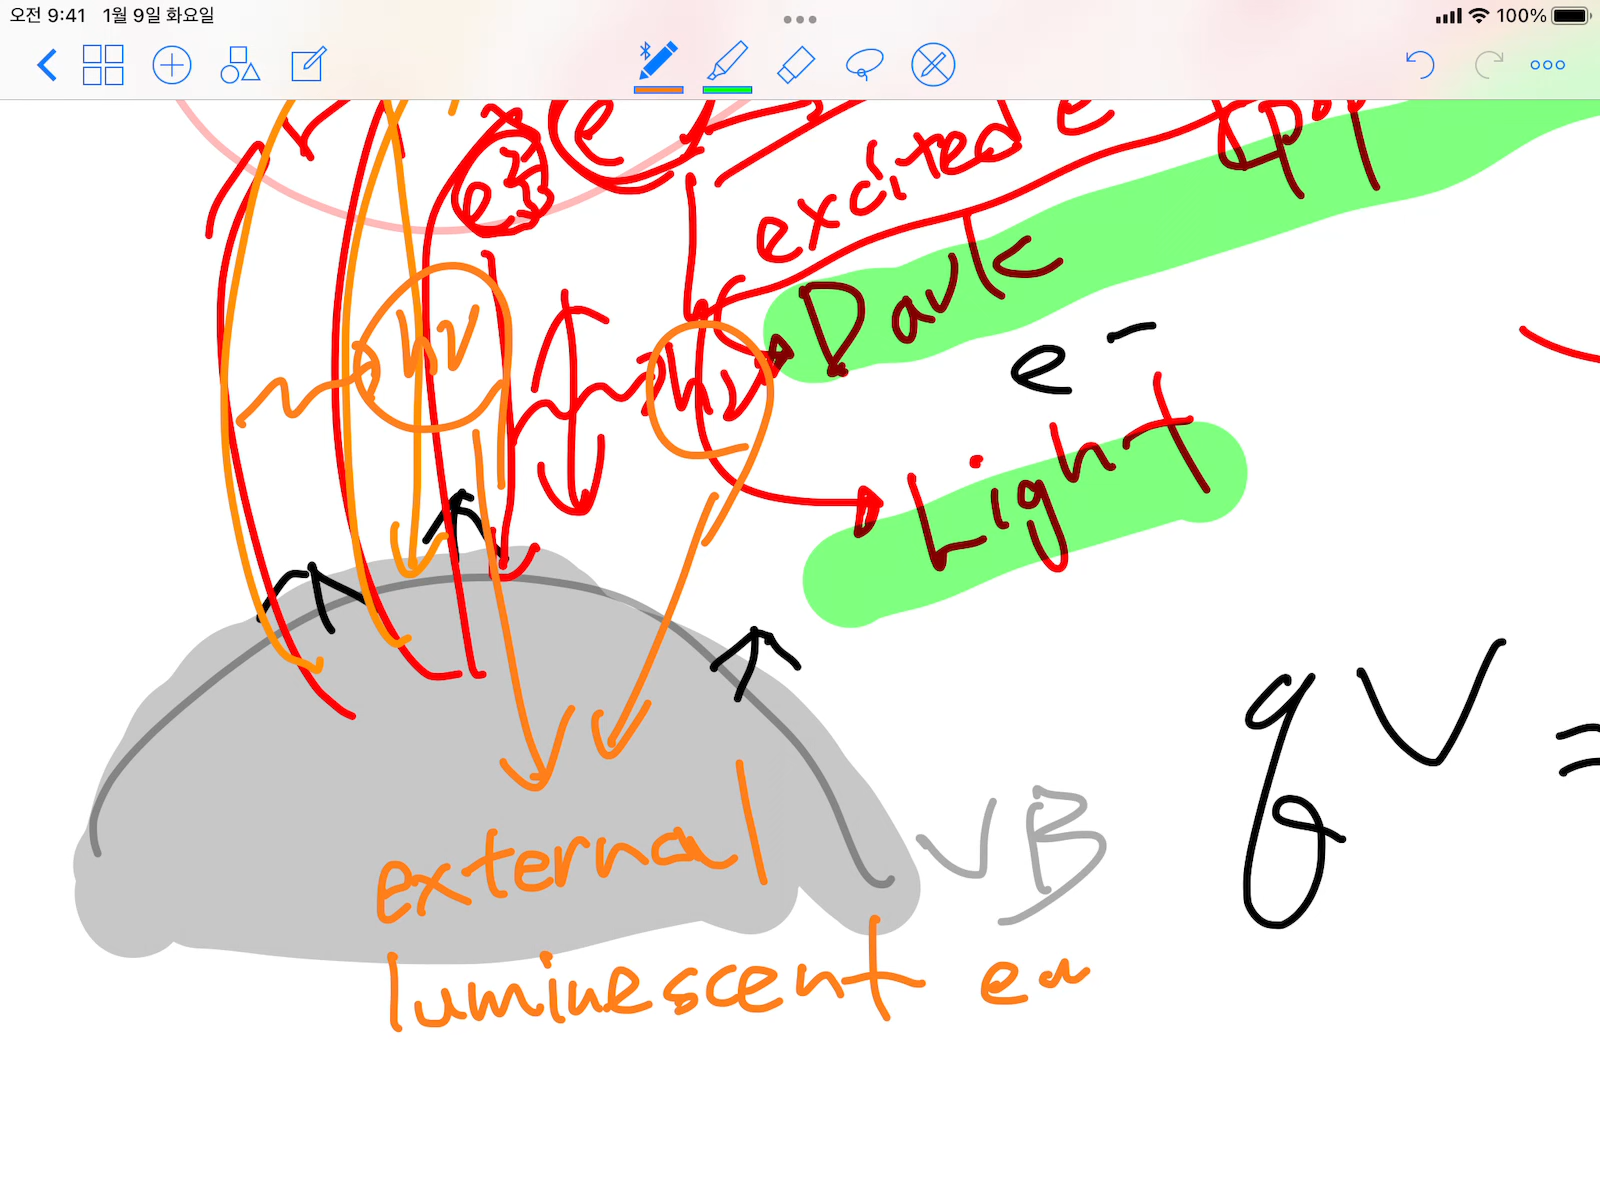 오전 9:41 1월 9일 화요일
100%
e
e
excited e
hν
hν
Dark
e⁻
Light
qV =
VB
external
luminescent en